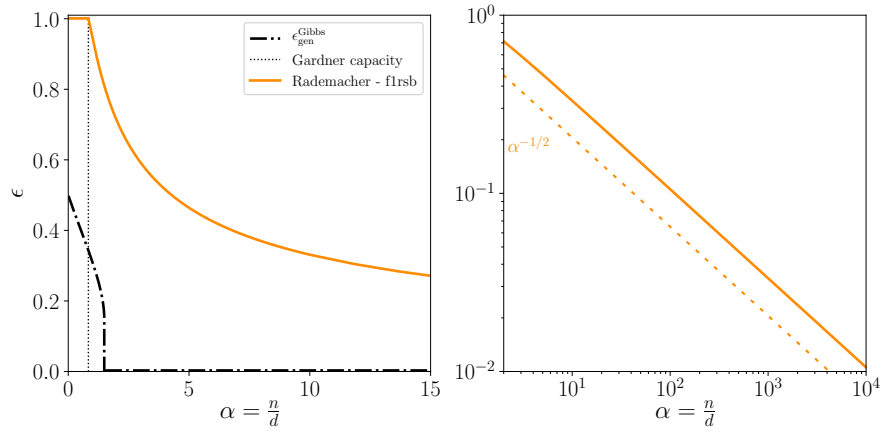 1.0
0.8
0.6
0.4
0.2
0.0
ϵ
0
5
10
15
α = n/d
ϵ_gen^Gibbs
Gardner capacity
Rademacher - f1rsb
10^0
10^{-1}
10^{-2}
α^{-1/2}
10^1
10^2
10^3
10^4
α = n/d